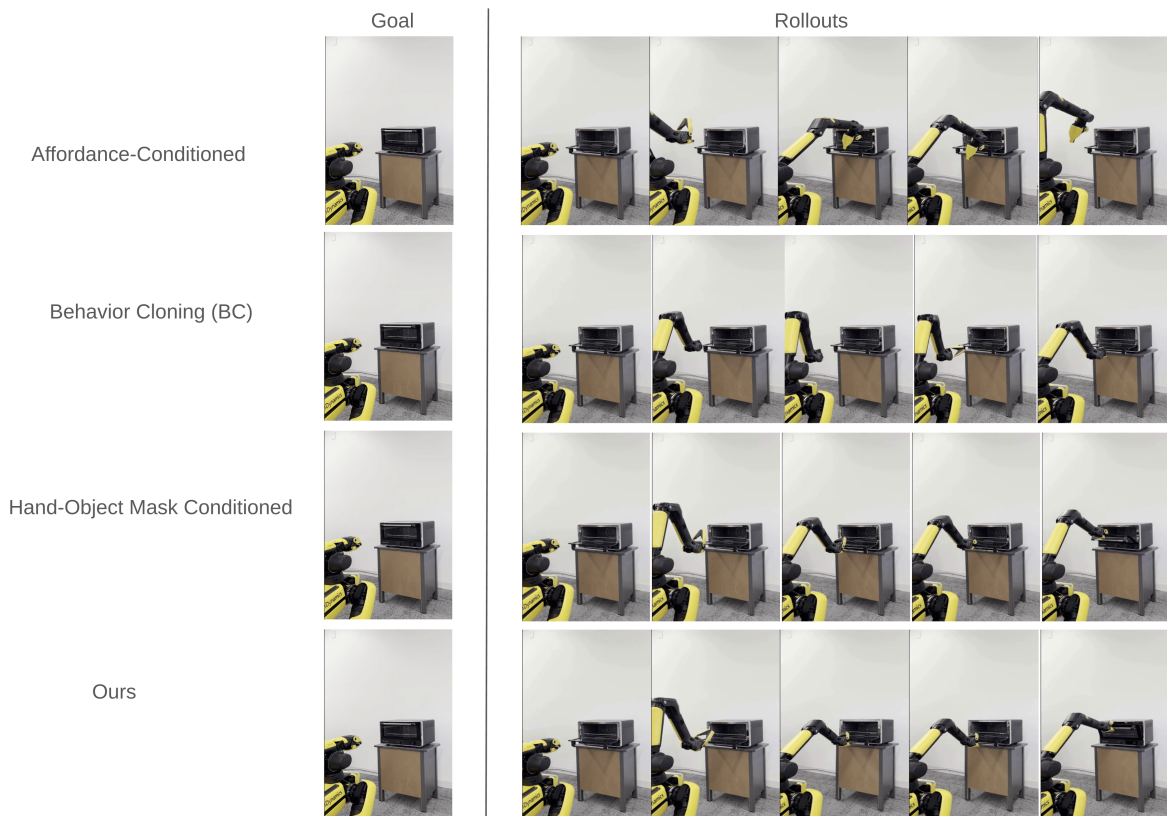 Goal
Rollouts
Affordance-Conditioned
Behavior Cloning (BC)
Hand-Object Mask Conditioned
Ours